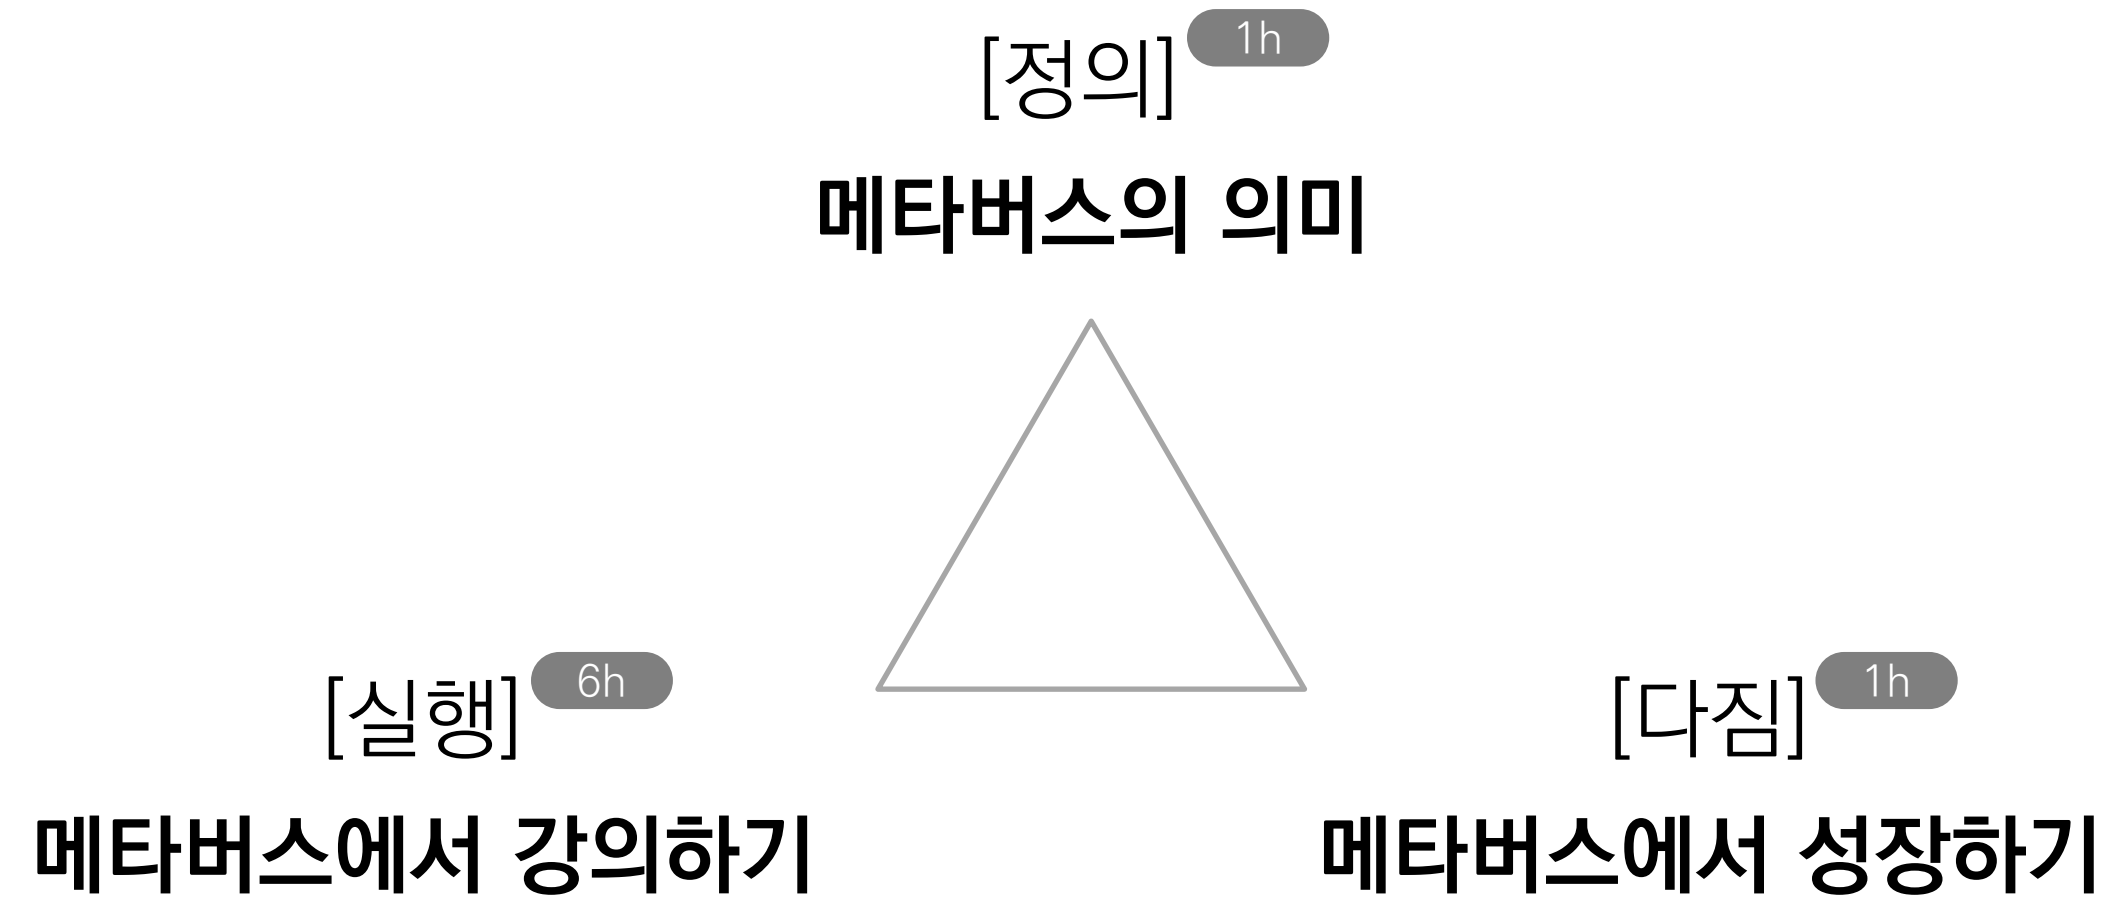 [정의] 1h
메타버스의 의미
[실행] 6h
메타버스에서 강의하기
[다짐] 1h
메타버스에서 성장하기